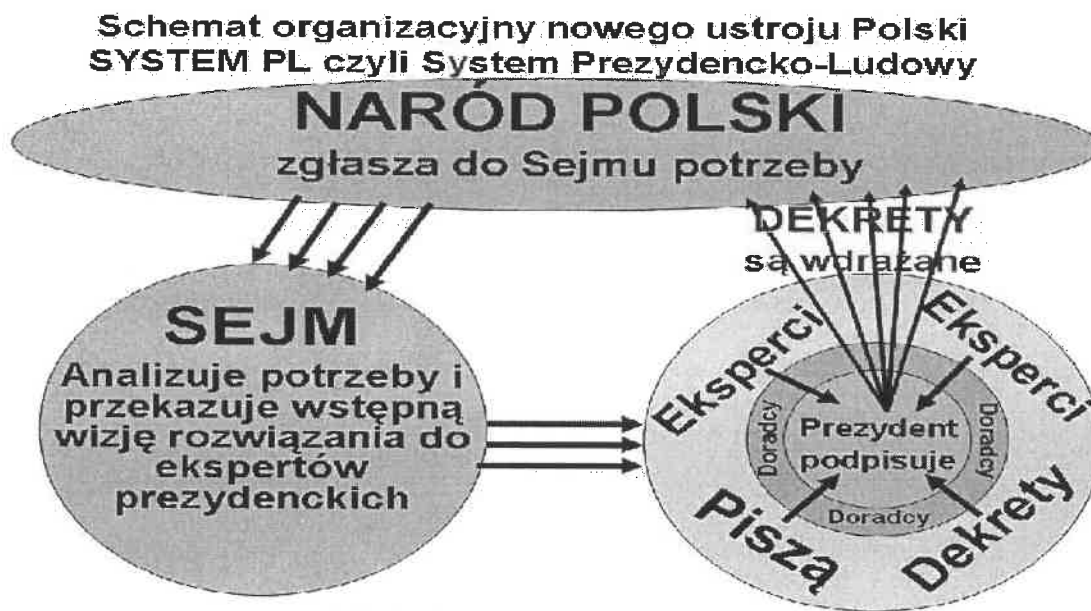 Schemat organizacyjny nowego ustroju Polski
SYSTEM PL czyli System Prezydencko-Ludowy
NARÓD POLSKI
zgłasza do Sejmu potrzeby
DEKRETY
są wdrażane
SEJM
Analizuje potrzeby i
przekazuje wstępną
wizję rozwiązania do
ekspertów
prezydenckich
Eksperci
Eksperci
Doradcy
Prezydent
podpisuje
Doradcy
Doradcy
Piszą
Dekrety